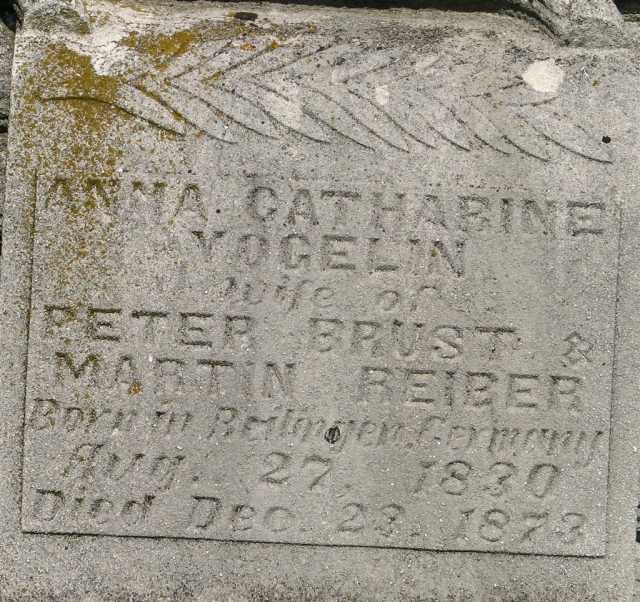 ANNA CATHARINE
VOGELIN
wife of
PETER BRUST &
MARTIN REIBER
Born in Reilingen, Germany
Aug. 27, 1830
Died Dec. 23, 1873